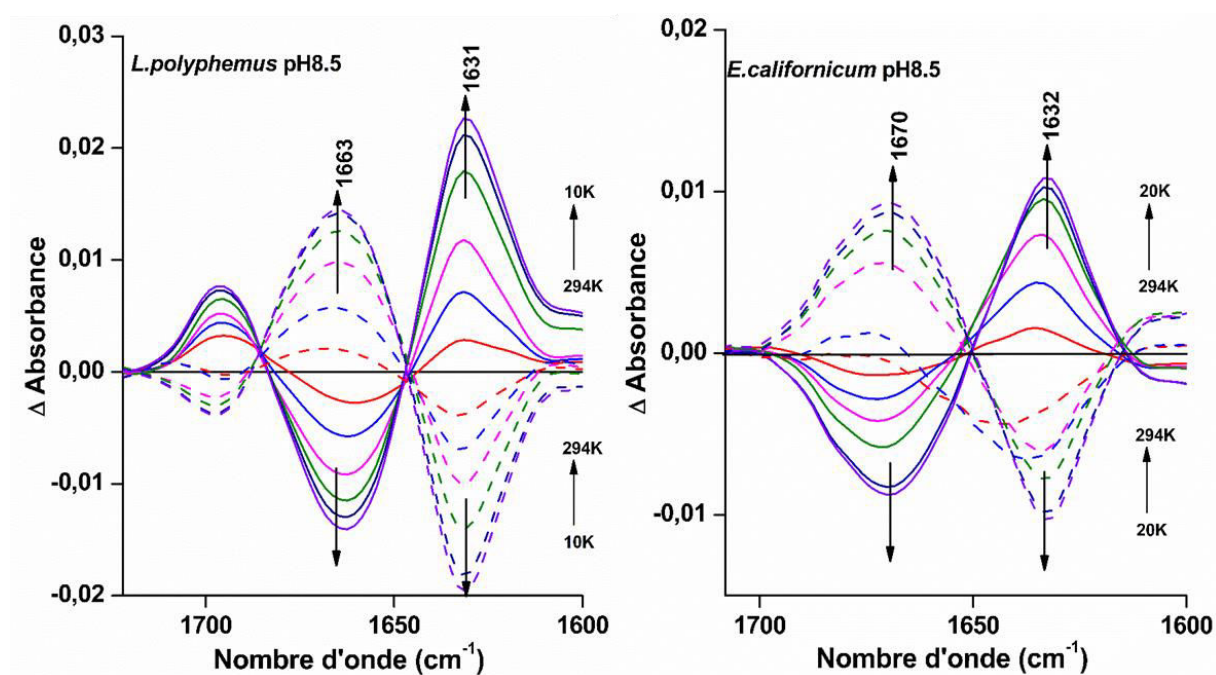 L.polyphemus pH8.5
1663
1631
10K
294K
294K
10K
0,03
0,02
0,01
0,00
-0,01
-0,02
Δ Absorbance
1700
1650
1600
Nombre d'onde (cm-1)
E.californicum pH8.5
1670
1632
20K
294K
294K
20K
0,02
0,01
0,00
-0,01
Δ Absorbance
1700
1650
1600
Nombre d'onde (cm-1)